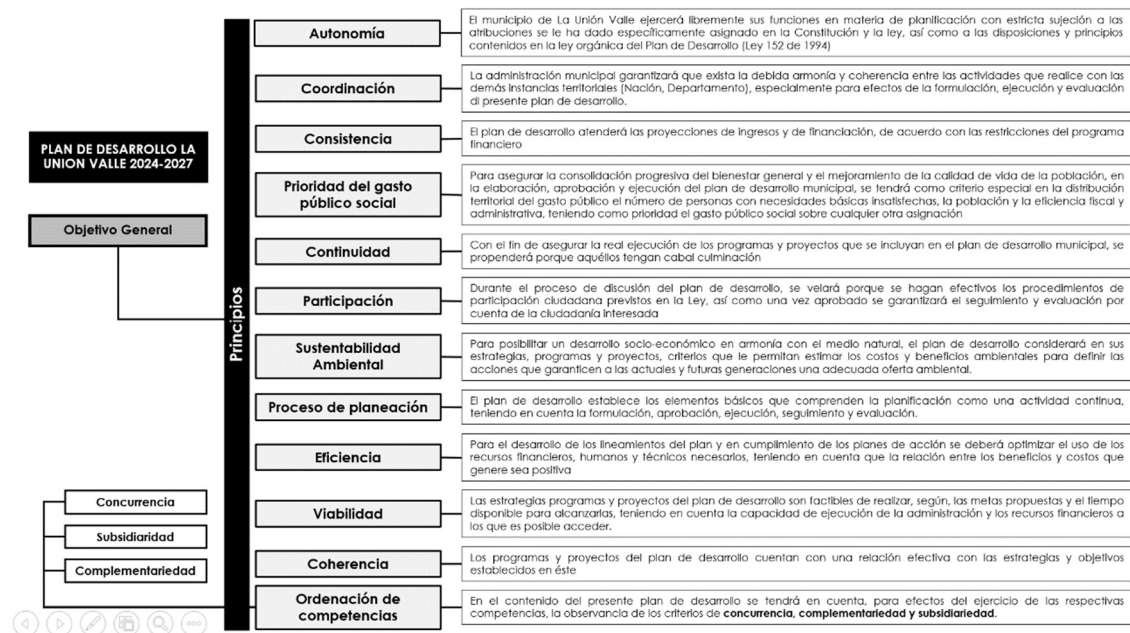 PLAN DE DESARROLLO LA
UNION VALLE 2024-2027
Objetivo General
Principios
Autonomía
El municipio de La Unión Valle ejercerá libremente sus funciones en materia de planificación con estricta sujeción a las
atribuciones se le ha dado específicamente asignado en la Constitución y la ley, así como a las disposiciones y principios
contenidos en la ley orgánica del Plan de Desarrollo (Ley 152 de 1994)
Coordinación
La administración municipal garantizará que exista la debida armonía y coherencia entre las actividades que realice con las
demás instancias territoriales (Nación, Departamento), especialmente para efectos de la formulación, ejecución y evaluación
di presente plan de desarrollo.
Consistencia
El plan de desarrollo atenderá las proyecciones de ingresos y de financiación, de acuerdo con las restricciones del programa
financiero
Prioridad del gasto
público social
Para asegurar la consolidación progresiva del bienestar general y el mejoramiento de la calidad de vida de la población, en
la elaboración, aprobación y ejecución del plan de desarrollo municipal, se tendrá como criterio especial en la distribución
territorial del gasto público el número de personas con necesidades básicas insatisfechas, la población y la eficiencia fiscal y
administrativa, teniendo como prioridad el gasto público social sobre cualquier otra asignación
Continuidad
Con el fin de asegurar la real ejecución de los programas y proyectos que se incluyan en el plan de desarrollo municipal, se
propenderá porque aquéllos tengan cabal culminación
Participación
Durante el proceso de discusión del plan de desarrollo, se velará porque se hagan efectivos los procedimientos de
participación ciudadana previstos en la Ley, así como una vez aprobado se garantizará el seguimiento y evaluación por
cuenta de la ciudadanía interesada
Sustentabilidad
Ambiental
Para posibilitar un desarrollo socio-económico en armonía con el medio natural, el plan de desarrollo considerará en sus
estrategias, programas y proyectos, criterios que le permitan estimar los costos y beneficios ambientales para definir las
acciones que garanticen a las actuales y futuras generaciones una adecuada oferta ambiental.
Proceso de planeación
El plan de desarrollo establece los elementos básicos que comprenden la planificación como una actividad continua,
teniendo en cuenta la formulación, aprobación, ejecución, seguimiento y evaluación.
Eficiencia
Para el desarrollo de los lineamientos del plan y en cumplimiento de los planes de acción se deberá optimizar el uso de los
recursos financieros, humanos y técnicos necesarios, teniendo en cuenta que la relación entre los beneficios y costos que
genere sea positiva
Viabilidad
Las estrategias programas y proyectos del plan de desarrollo son factibles de realizar, según, las metas propuestas y el tiempo
disponible para alcanzarlas, teniendo en cuenta la capacidad de ejecución de la administración y los recursos financieros a
los que es posible acceder.
Coherencia
Los programas y proyectos del plan de desarrollo cuentan con una relación efectiva con las estrategias y objetivos
establecidos en éste
Ordenación de
competencias
En el contenido del presente plan de desarrollo se tendrá en cuenta, para efectos del ejercicio de las respectivas
competencias, la observancia de los criterios de concurrencia, complementariedad y subsidiariedad.
Concurrencia
Subsidiaridad
Complementariedad